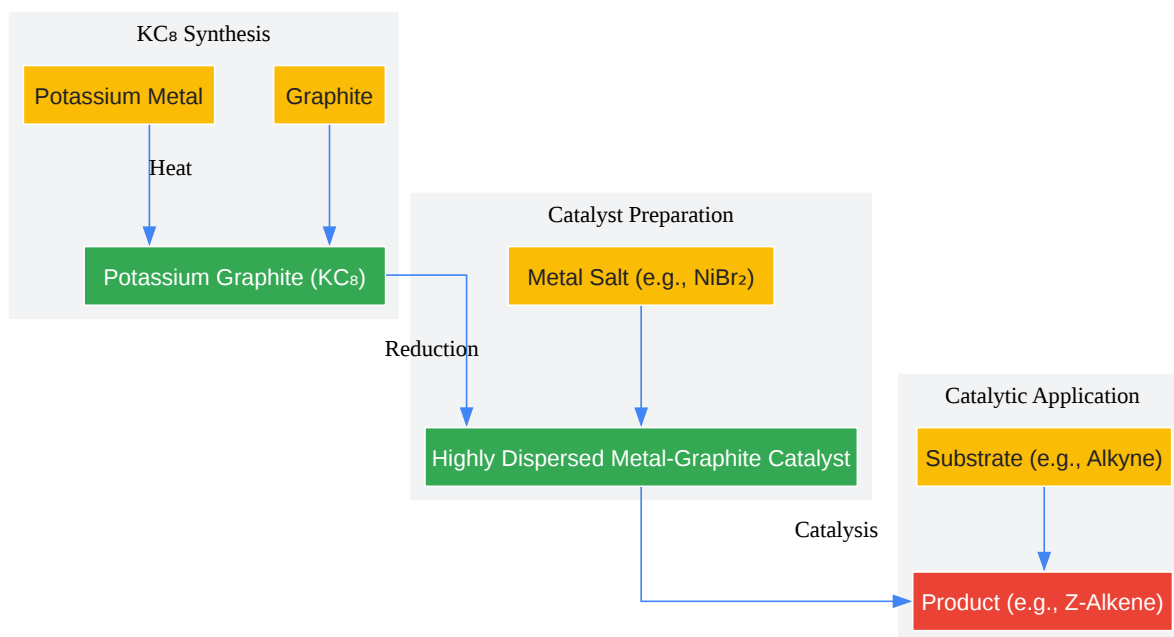 KC₈ Synthesis
Potassium Metal
Graphite
Heat
Potassium Graphite (KC₈)
Catalyst Preparation
Metal Salt (e.g., NiBr₂)
Reduction
Highly Dispersed Metal-Graphite Catalyst
Catalytic Application
Substrate (e.g., Alkyne)
Catalysis
Product (e.g., Z-Alkene)